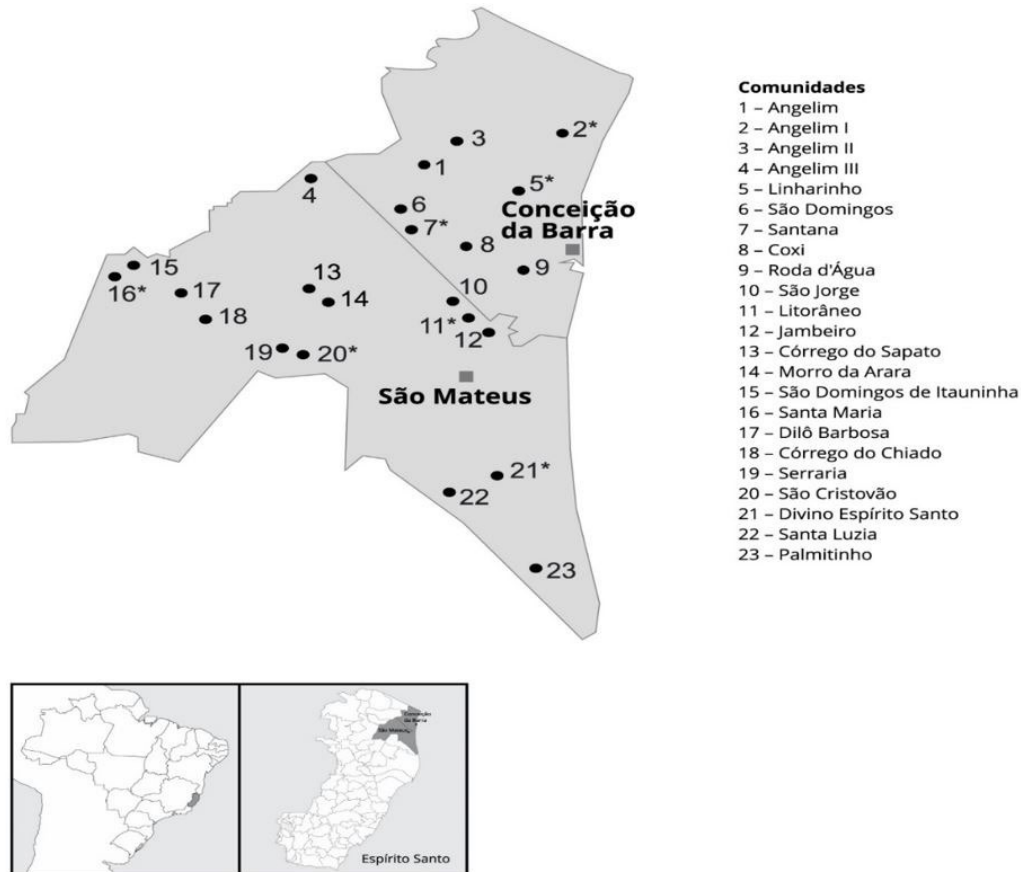 2*
3
1
5*
4
6
Conceição
da Barra
7*
8
15
13
9
16*
17
14
10
18
11*
12
19
20*
São Mateus
21*
22
23
Comunidades
1 – Angelim
2 – Angelim I
3 – Angelim II
4 – Angelim III
5 – Linharinho
6 – São Domingos
7 – Santana
8 – Coxi
9 – Roda d'Água
10 – São Jorge
11 – Litorâneo
12 – Jambeiro
13 – Córrego do Sapato
14 – Morro da Arara
15 – São Domingos de Itauninha
16 – Santa Maria
17 – Dilô Barbosa
18 – Córrego do Chiado
19 – Serraria
20 – São Cristovão
21 – Divino Espírito Santo
22 – Santa Luzia
23 – Palmitinho
Conceição
da Barra
São Mateus
Espírito Santo